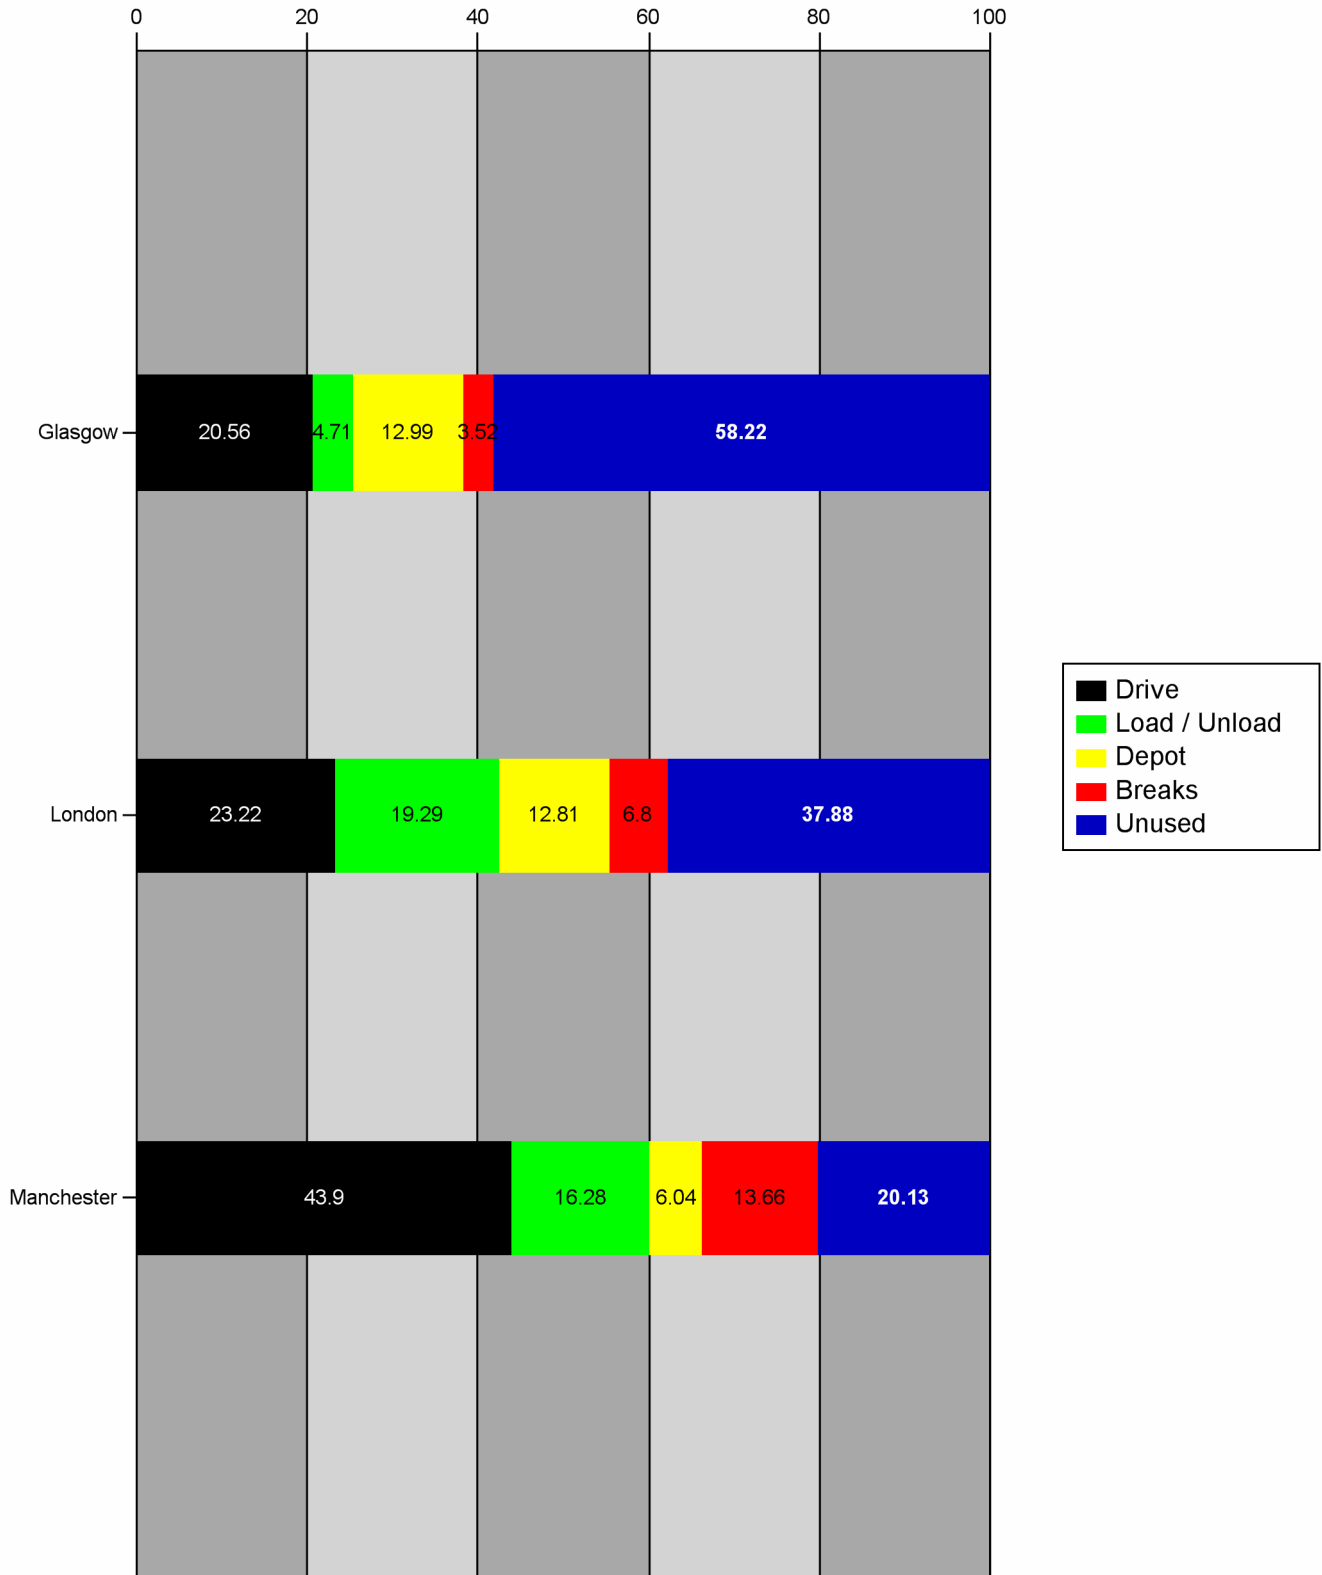 0 20 40 60 80 100
Glasgow 20.56 4.71 12.99 3.52 58.22
Drive
Load / Unload
Depot
Breaks
Unused
London 23.22 19.29 12.81 6.8 37.88
Manchester 43.9 16.28 6.04 13.66 20.13